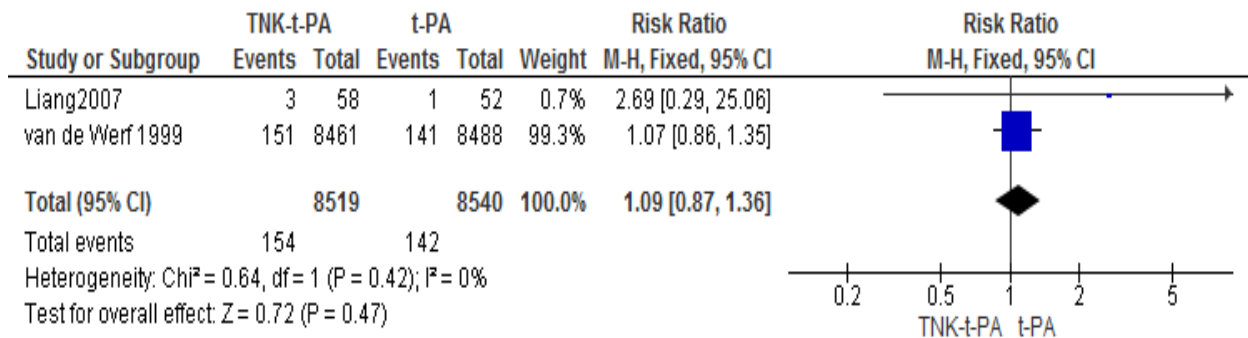 TNK-t-PA t-PA Risk Ratio Risk Ratio
Study or Subgroup Events Total Events Total Weight M-H, Fixed, 95% CI M-H, Fixed, 95% CI
Liang2007 3 58 1 52 0.7% 2.69 [0.29, 25.06]
van de Werf 1999 151 8461 141 8488 99.3% 1.07 [0.86, 1.35]
Total (95% CI) 8519 8540 100.0% 1.09 [0.87, 1.36]
Total events 154 142
Heterogeneity: Chi² = 0.64, df = 1 (P = 0.42); I² = 0%
Test for overall effect: Z = 0.72 (P = 0.47)
0.2 0.5 1 2 5
TNK-t-PA t-PA